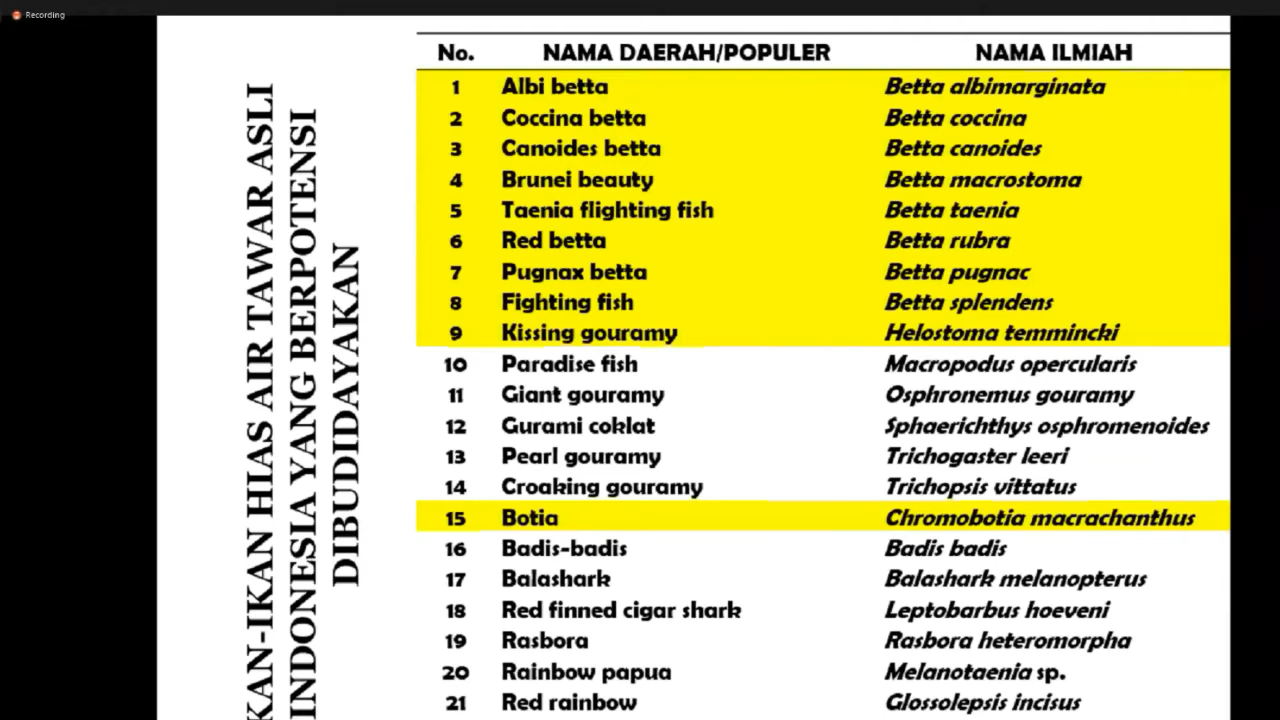 Recording
KAN-IKAN HIAS AIR TAWAR ASLI
INDONESIA YANG BERPOTENSI
DIBUDIDAYAKAN
No. NAMA DAERAH/POPULER NAMA ILMIAH
1 Albi betta Betta albimarginata
2 Coccina betta Betta coccina
3 Canoides betta Betta canoides
4 Brunei beauty Betta macrostoma
5 Taenia flighting fish Betta taenia
6 Red betta Betta rubra
7 Pugnax betta Betta pugnac
8 Fighting fish Betta splendens
9 Kissing gouramy Helostoma temmincki
10 Paradise fish Macropodus opercularis
11 Giant gouramy Osphronemus gouramy
12 Gurami coklat Sphaerichthys osphromenoides
13 Pearl gouramy Trichogaster leeri
14 Croaking gouramy Trichopsis vittatus
15 Botia Chromobotia macrachanthus
16 Badis-badis Badis badis
17 Balashark Balashark melanopterus
18 Red finned cigar shark Leptobarbus hoeveni
19 Rasbora Rasbora heteromorpha
20 Rainbow papua Melanotaenia sp.
21 Red rainbow Glossolepsis incisus